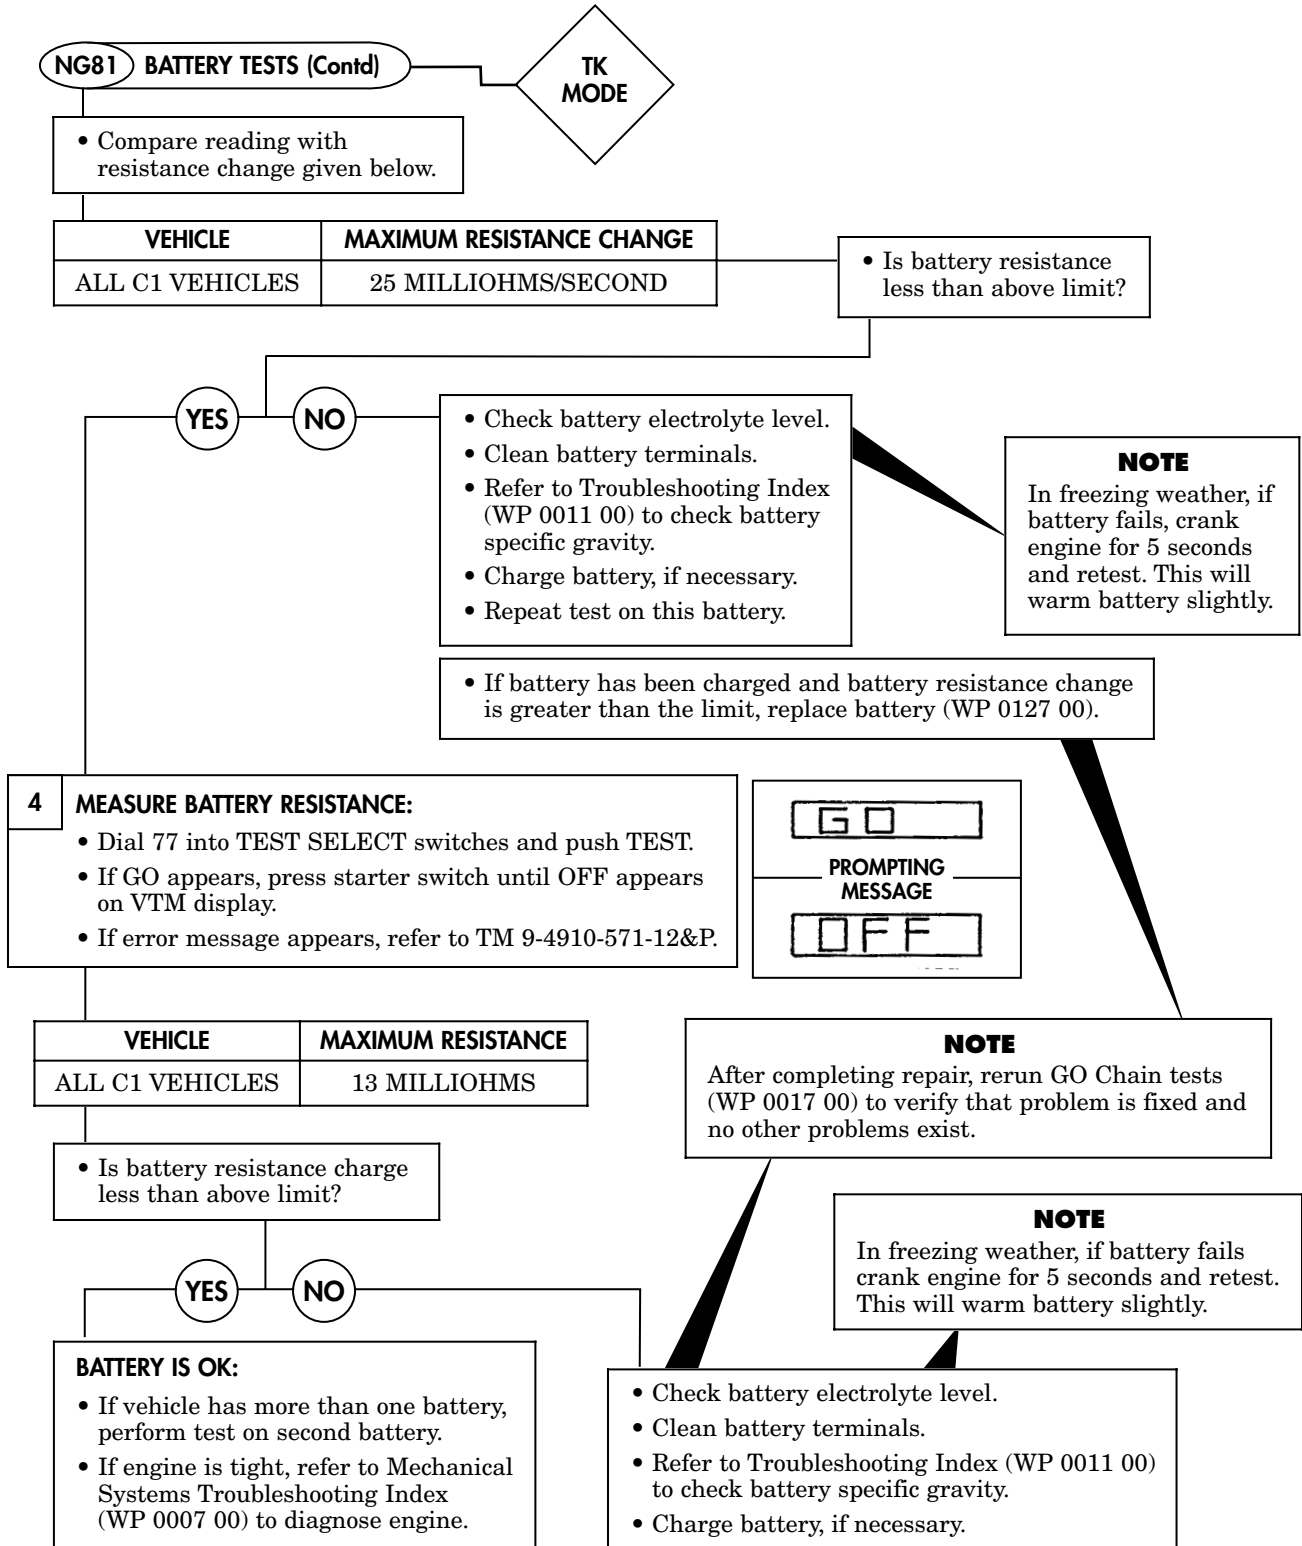 NG81 BATTERY TESTS (Contd)
TK
MODE
• Compare reading with
resistance change given below.
VEHICLE MAXIMUM RESISTANCE CHANGE
ALL C1 VEHICLES 25 MILLIOHMS/SECOND
• Is battery resistance
less than above limit?
YES NO
• Check battery electrolyte level.
• Clean battery terminals.
• Refer to Troubleshooting Index
(WP 0011 00) to check battery
specific gravity.
• Charge battery, if necessary.
• Repeat test on this battery.
NOTE
In freezing weather, if
battery fails, crank
engine for 5 seconds
and retest. This will
warm battery slightly.
• If battery has been charged and battery resistance change
is greater than the limit, replace battery (WP 0127 00).
4 MEASURE BATTERY RESISTANCE:
• Dial 77 into TEST SELECT switches and push TEST.
• If GO appears, press starter switch until OFF appears
on VTM display.
• If error message appears, refer to TM 9-4910-571-12&P.
GO
PROMPTING
MESSAGE
OFF
VEHICLE MAXIMUM RESISTANCE
ALL C1 VEHICLES 13 MILLIOHMS
NOTE
After completing repair, rerun GO Chain tests
(WP 0017 00) to verify that problem is fixed and
no other problems exist.
• Is battery resistance charge
less than above limit?
NOTE
In freezing weather, if battery fails
crank engine for 5 seconds and retest.
This will warm battery slightly.
YES NO
BATTERY IS OK:
• If vehicle has more than one battery,
perform test on second battery.
• If engine is tight, refer to Mechanical
Systems Troubleshooting Index
(WP 0007 00) to diagnose engine.
• Check battery electrolyte level.
• Clean battery terminals.
• Refer to Troubleshooting Index (WP 0011 00)
to check battery specific gravity.
• Charge battery, if necessary.